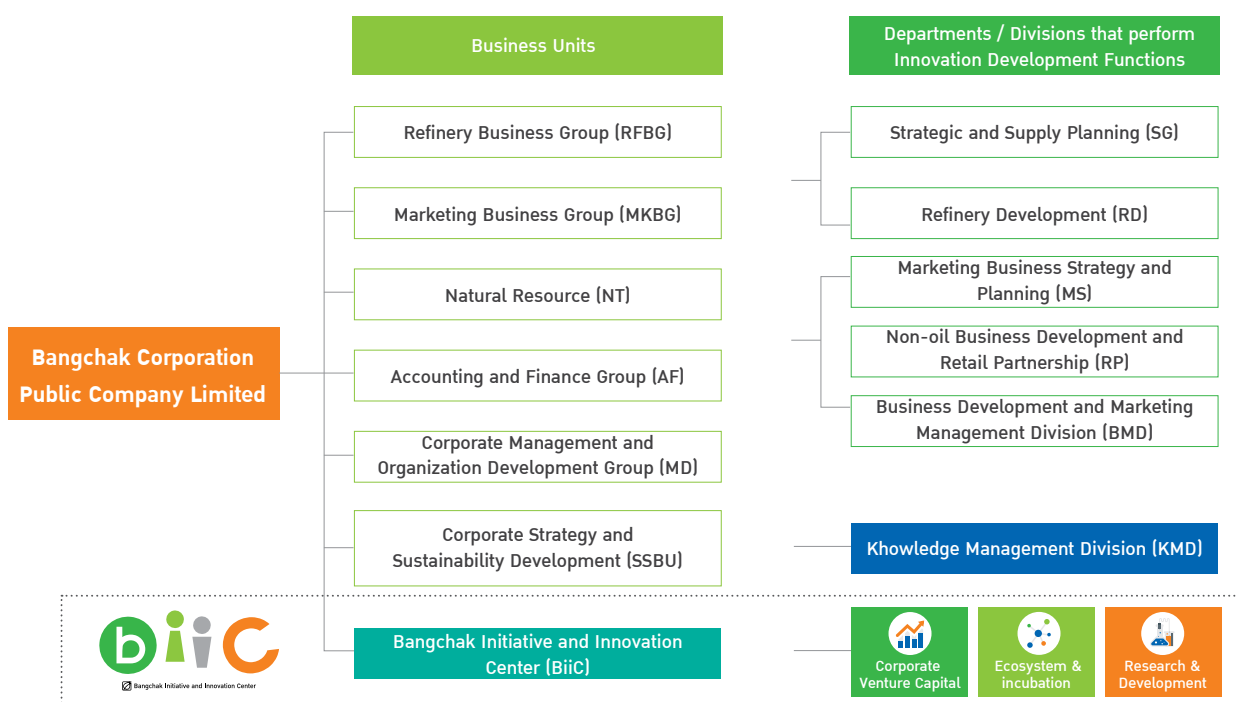 Business Units
Departments / Divisions that perform
Innovation Development Functions
Refinery Business Group (RFBG)
Marketing Business Group (MKBG)
Natural Resource (NT)
Accounting and Finance Group (AF)
Corporate Management and
Organization Development Group (MD)
Corporate Strategy and
Sustainability Development (SSBU)
Bangchak Initiative and Innovation
Center (BiiC)
Bangchak Corporation
Public Company Limited
Strategic and Supply Planning (SG)
Refinery Development (RD)
Marketing Business Strategy and
Planning (MS)
Non-oil Business Development and
Retail Partnership (RP)
Business Development and Marketing
Management Division (BMD)
Khowledge Management Division (KMD)
biiC
Bangchak Initiative and Innovation Center
Corporate
Venture Capital
Ecosystem &
incubation
Research &
Development